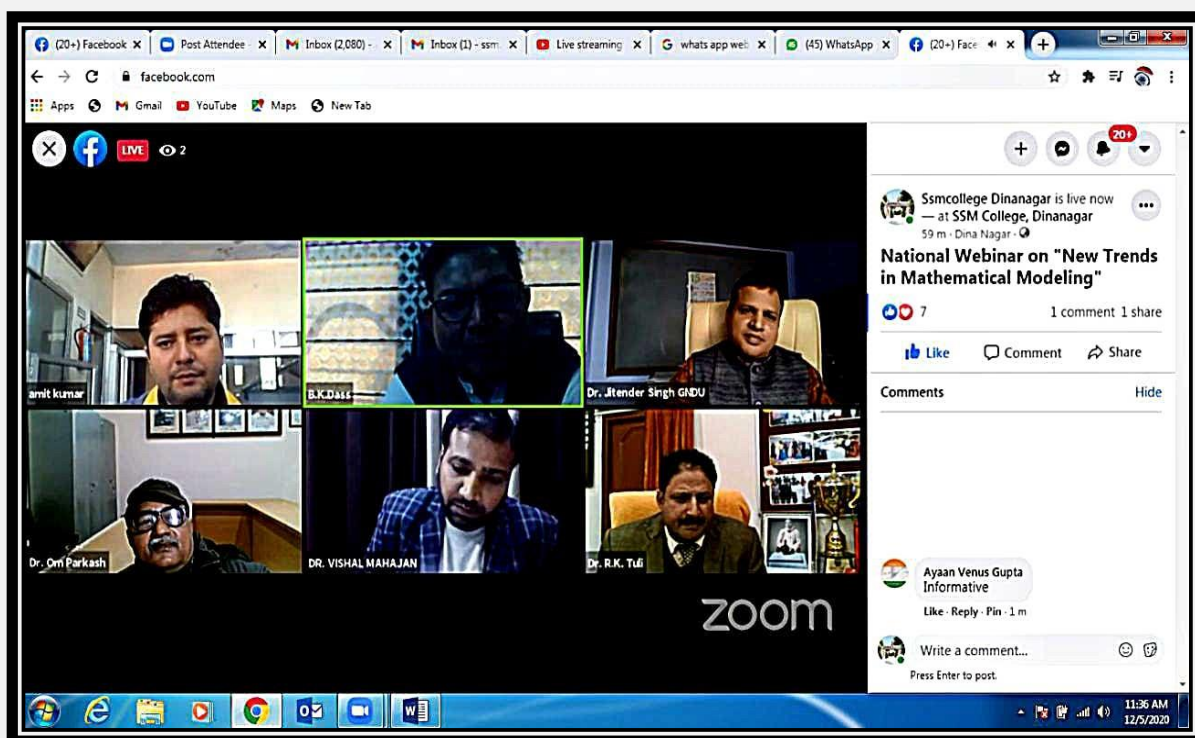 (20+) Facebook
Post Attendee -
Inbox (2,080) -
Inbox (1) - ssm
Live streaming
whats app web
(45) WhatsApp
(20+) Face
facebook.com
Apps
Gmail
YouTube
Maps
New Tab
LIVE
2
20+
Ssmcollege Dinanagar is live now
— at SSM College, Dinanagar
59 m · Dina Nagar ·
National Webinar on "New Trends
in Mathematical Modeling"
7
1 comment 1 share
Like
Comment
Share
Comments
Hide
amit kumar
B.K.Dass
Dr. Jitender Singh GNDU
Dr. Om Parkash
DR. VISHAL MAHAJAN
Dr. R.K. Tuli
zoom
Ayaan Venus Gupta
Informative
Like · Reply · Pin · 1 m
Write a comment...
Press Enter to post.
11:36 AM
12/5/2020